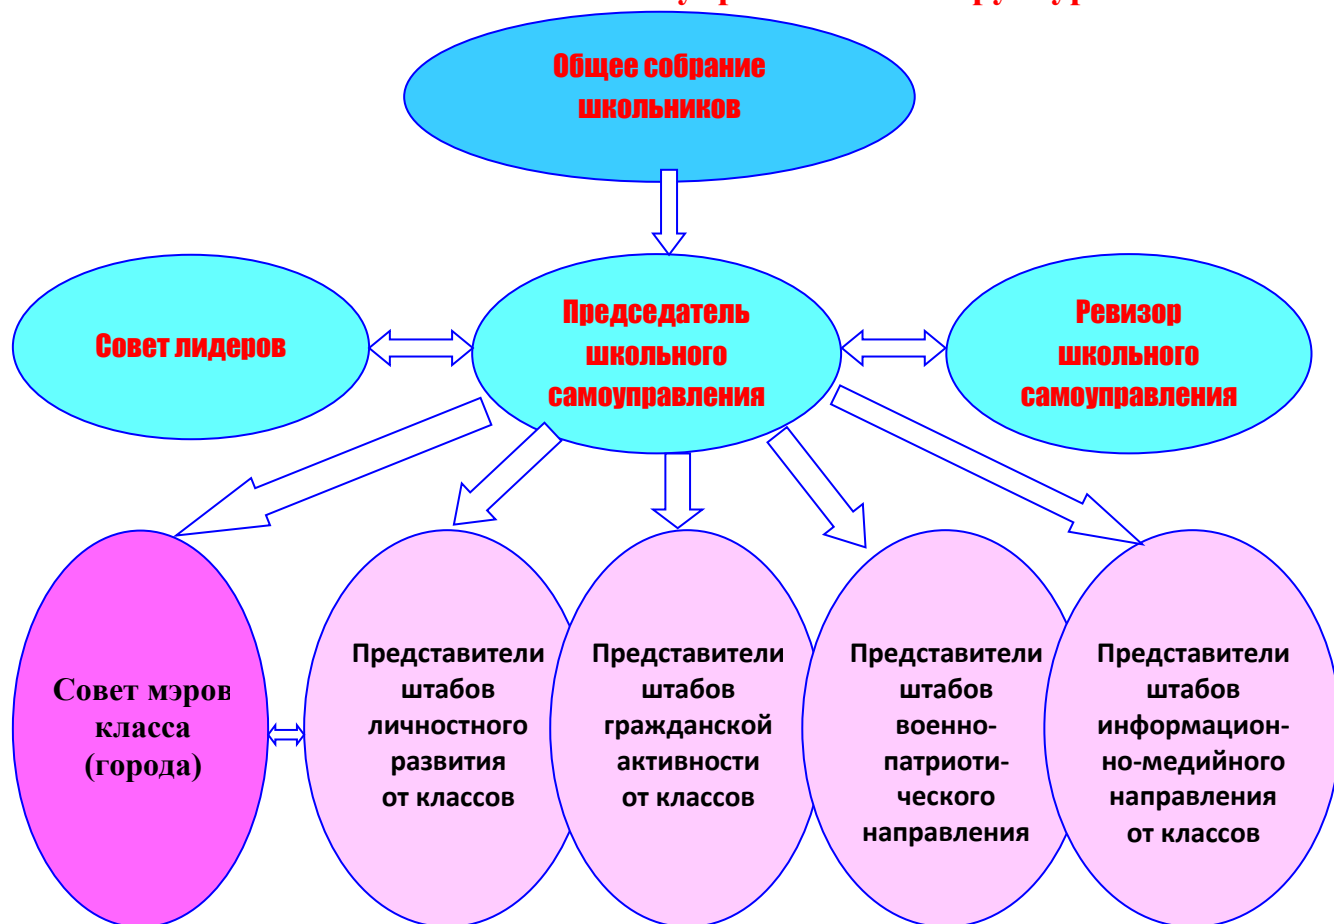 Общее собрание
школьников
Совет лидеров
Председатель
школьного
самоуправления
Ревизор
школьного
самоуправления
Совет мэров
класса
(города)
Представители
штабов
личностного
развития
от классов
Представители
штабов
гражданской
активности
от классов
Представители
штабов
военно-
патриоти-
ческого
направления
Представители
штабов
информацион-
но-медийного
направления
от классов